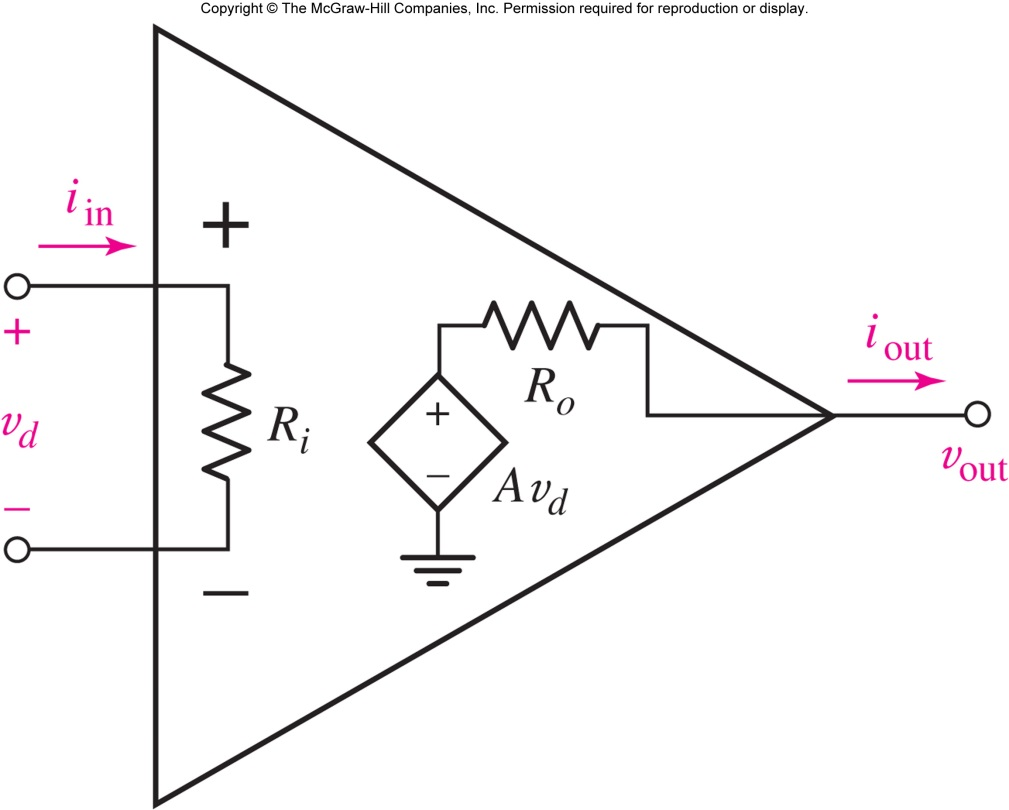 Copyright © The McGraw-Hill Companies, Inc. Permission required for reproduction or display.
i in
+
+
v d
−
R i
−
+
−
A v d
R o
i out
v out